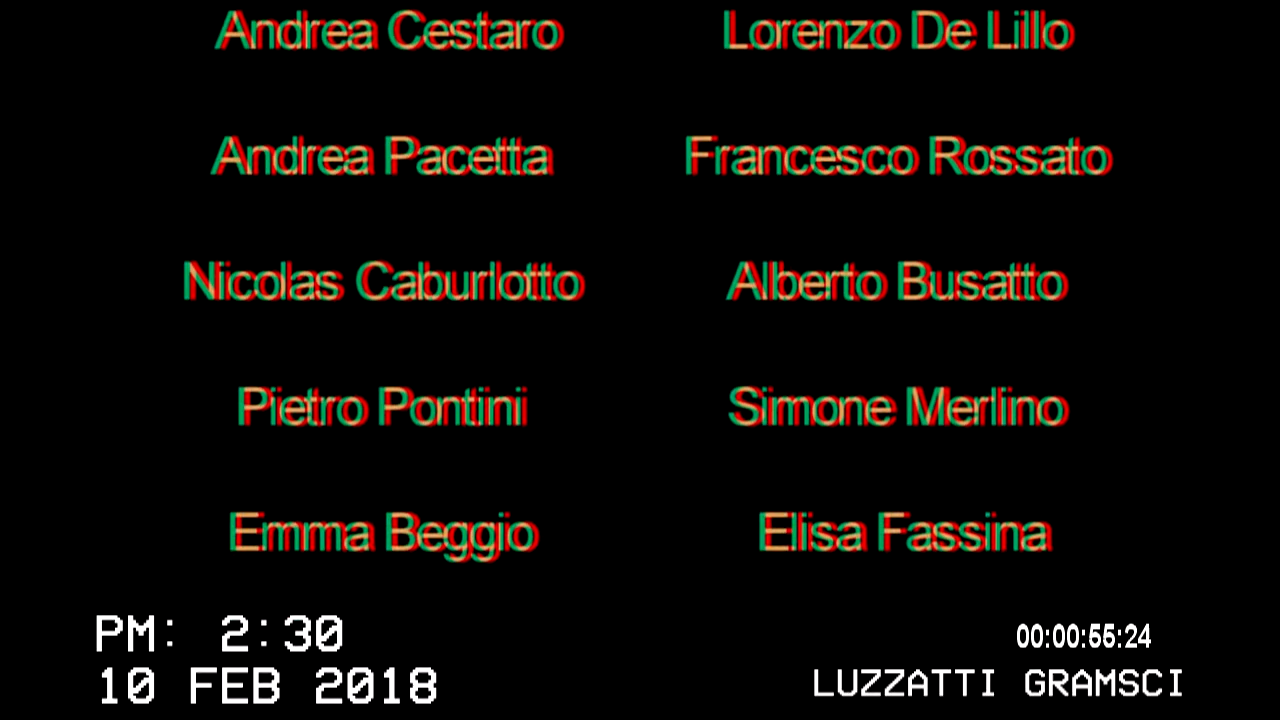 Andrea Cestaro Lorenzo De Lillo
Andrea Pacetta Francesco Rossato
Nicolas Caburlotto Alberto Busatto
Pietro Pontini Simone Merlino
Emma Beggio Elisa Fassina
PM: 2:30 00:00:55:24
10 FEB 2018 LUZZATTI GRAMSCI